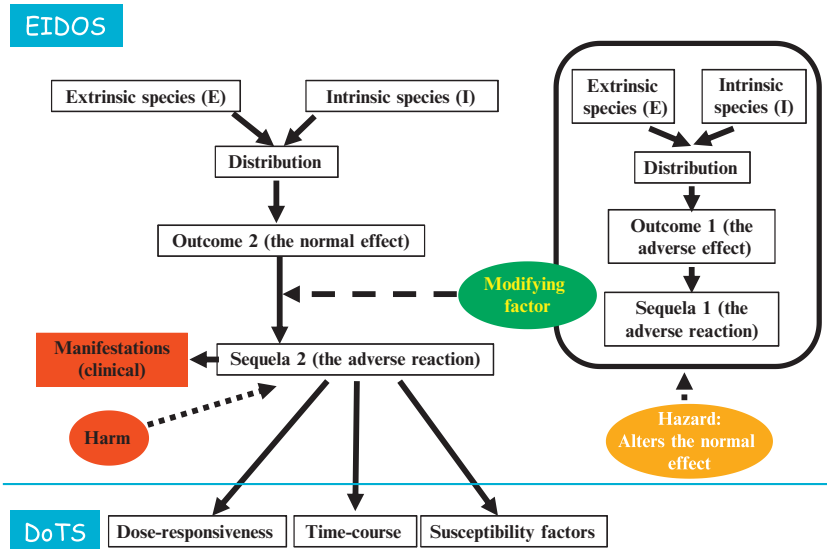 EIDOS
Extrinsic species (E)
Intrinsic species (I)
Distribution
Outcome 2 (the normal effect)
Modifying
factor
Manifestations
(clinical)
Sequela 2 (the adverse reaction)
Harm
Extrinsic
species (E)
Intrinsic
species (I)
Distribution
Outcome 1 (the
adverse effect)
Sequela 1 (the
adverse reaction)
Hazard:
Alters the normal
effect
DoTS
Dose-responsiveness
Time-course
Susceptibility factors